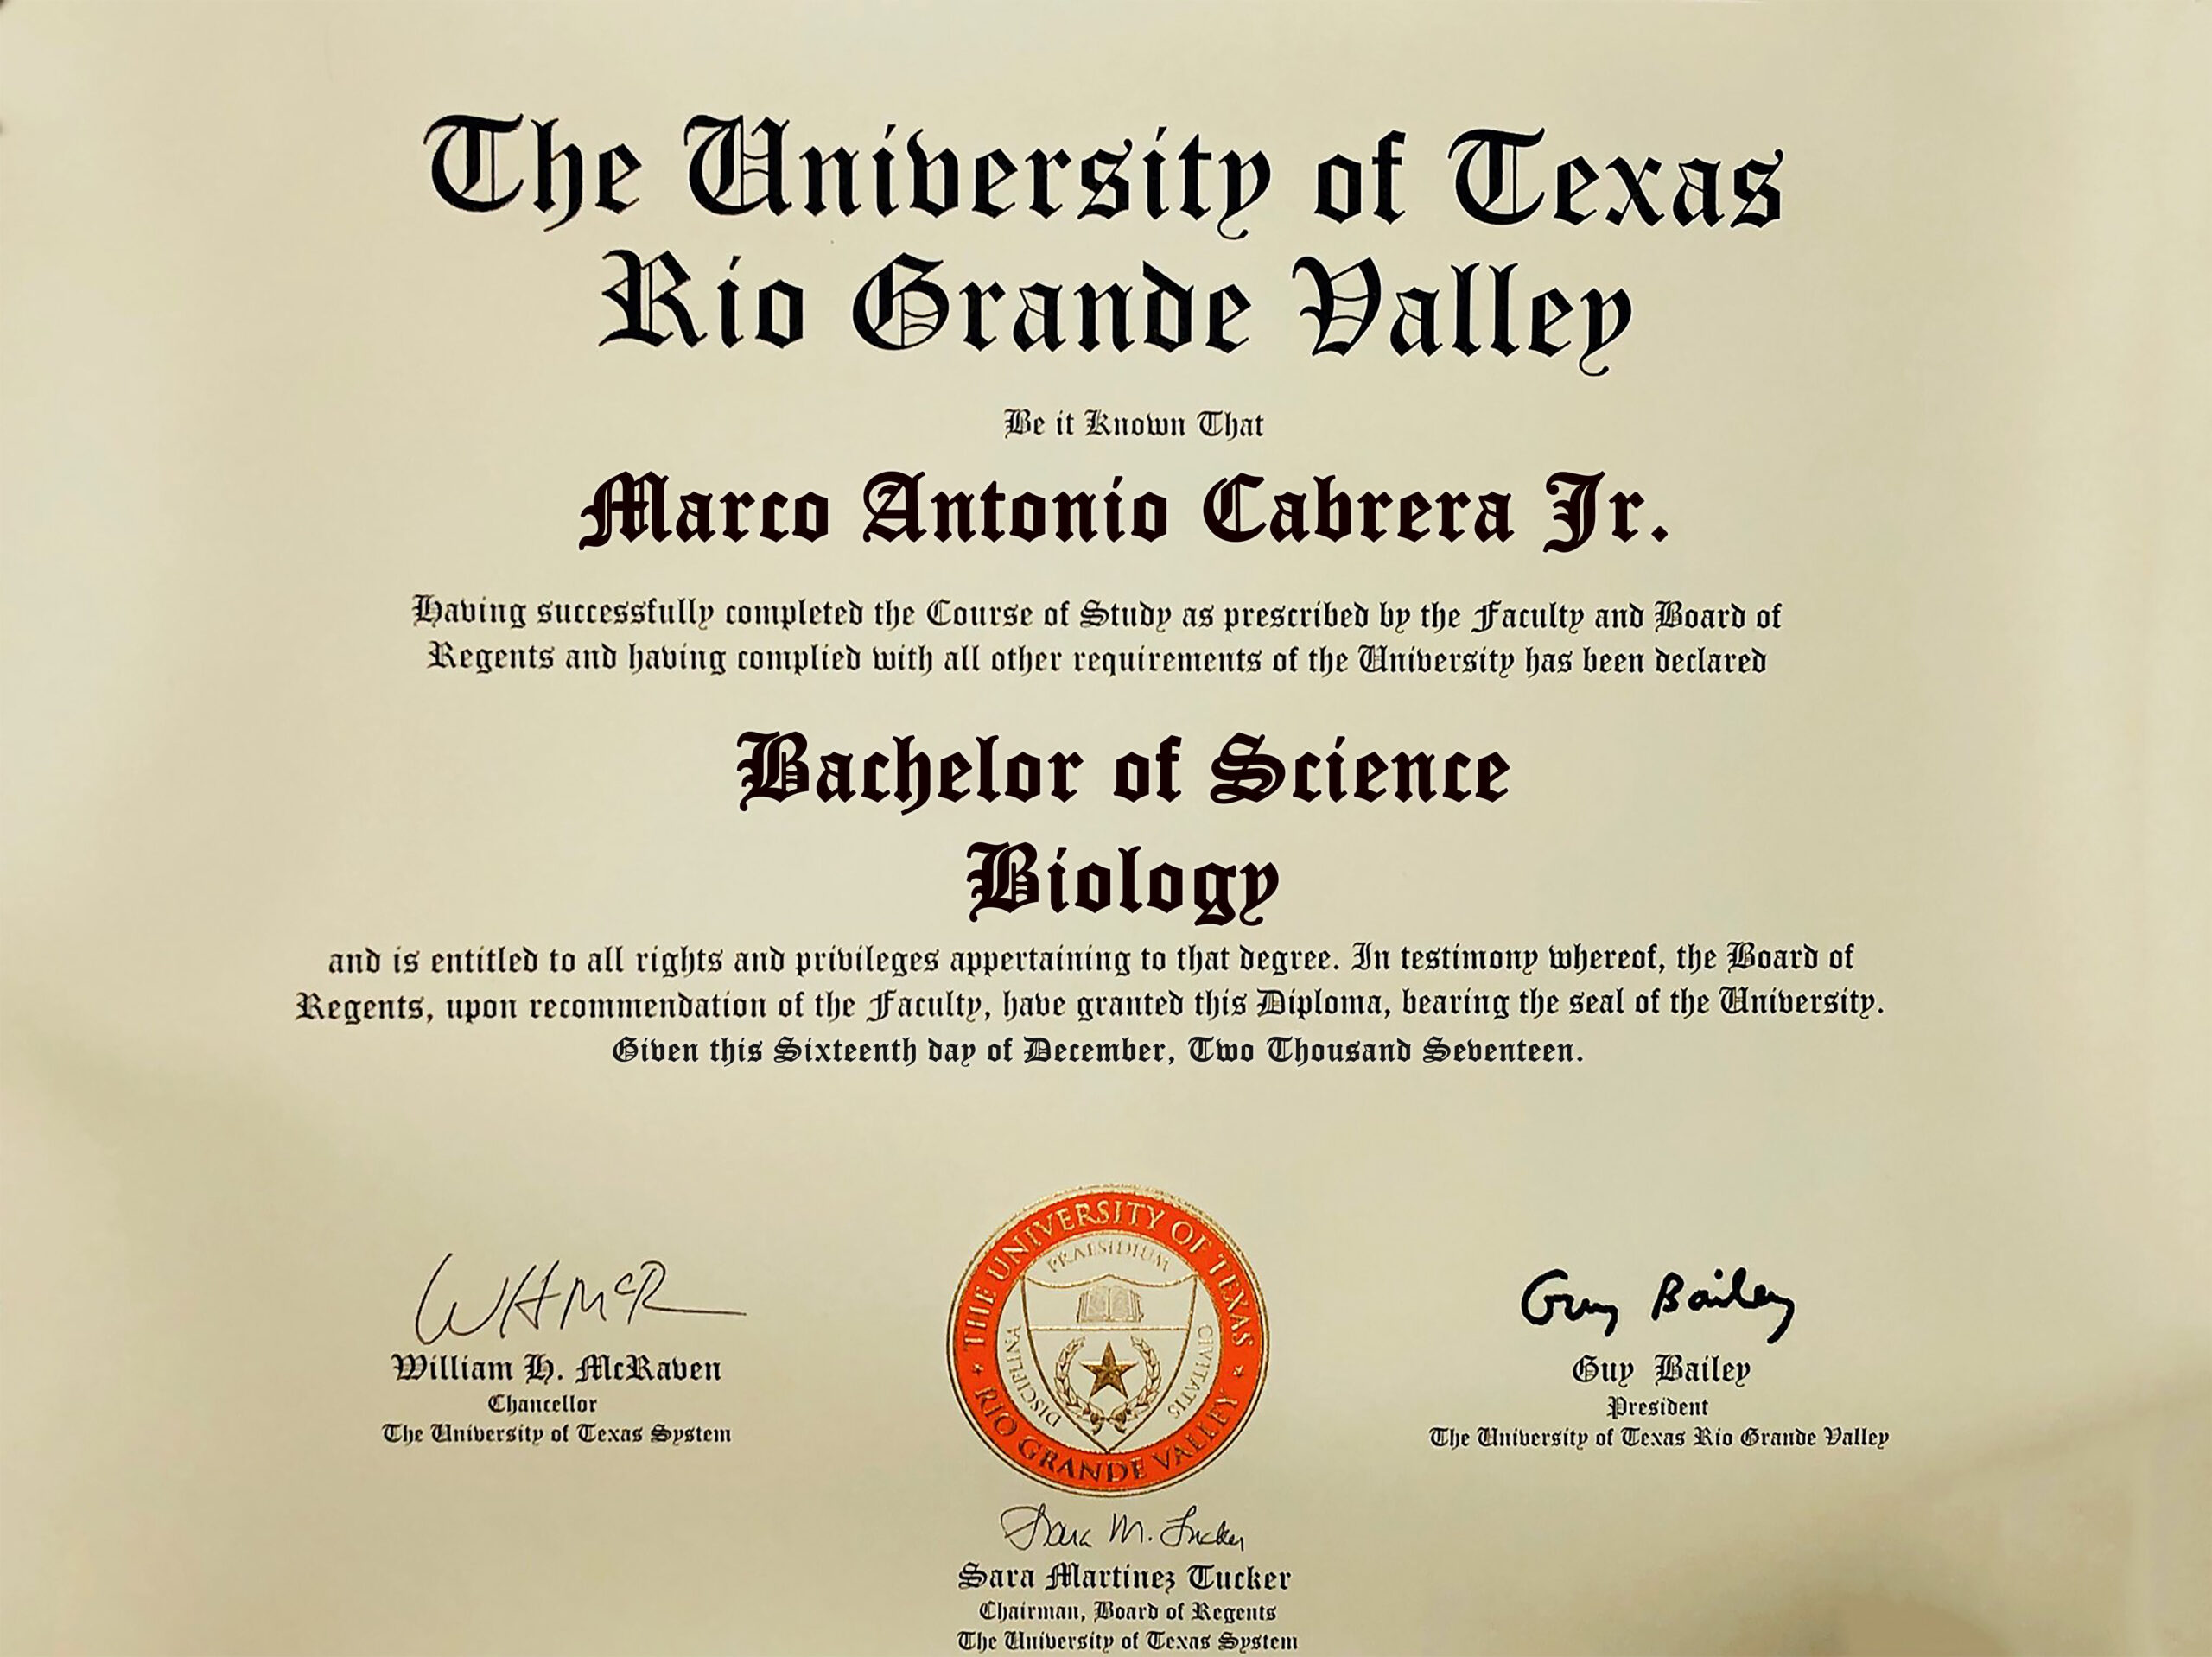 The University of Texas
Rio Grande Valley
Be it Known That
Marco Antonio Cabrera Jr.
Having successfully completed the Course of Study as prescribed by the Faculty and Board of
Regents and having complied with all other requirements of the University has been declared
Bachelor of Science
Biology
and is entitled to all rights and privileges appertaining to that degree. In testimony whereof, the Board of
Regents, upon recommendation of the Faculty, have granted this Diploma, bearing the seal of the University.
Given this Sixteenth day of December, Two Thousand Seventeen.
WHMcR
William H. McRaven
Chancellor
The University of Texas System
THE UNIVERSITY OF TEXAS
RIO GRANDE VALLEY
PRAESIDIUM
DISCIPLINA
CIVITATIS
Guy Bailey
Guy Bailey
President
The University of Texas Rio Grande Valley
Sara M. Tucker
Sara Martinez Tucker
Chairman, Board of Regents
The University of Texas System